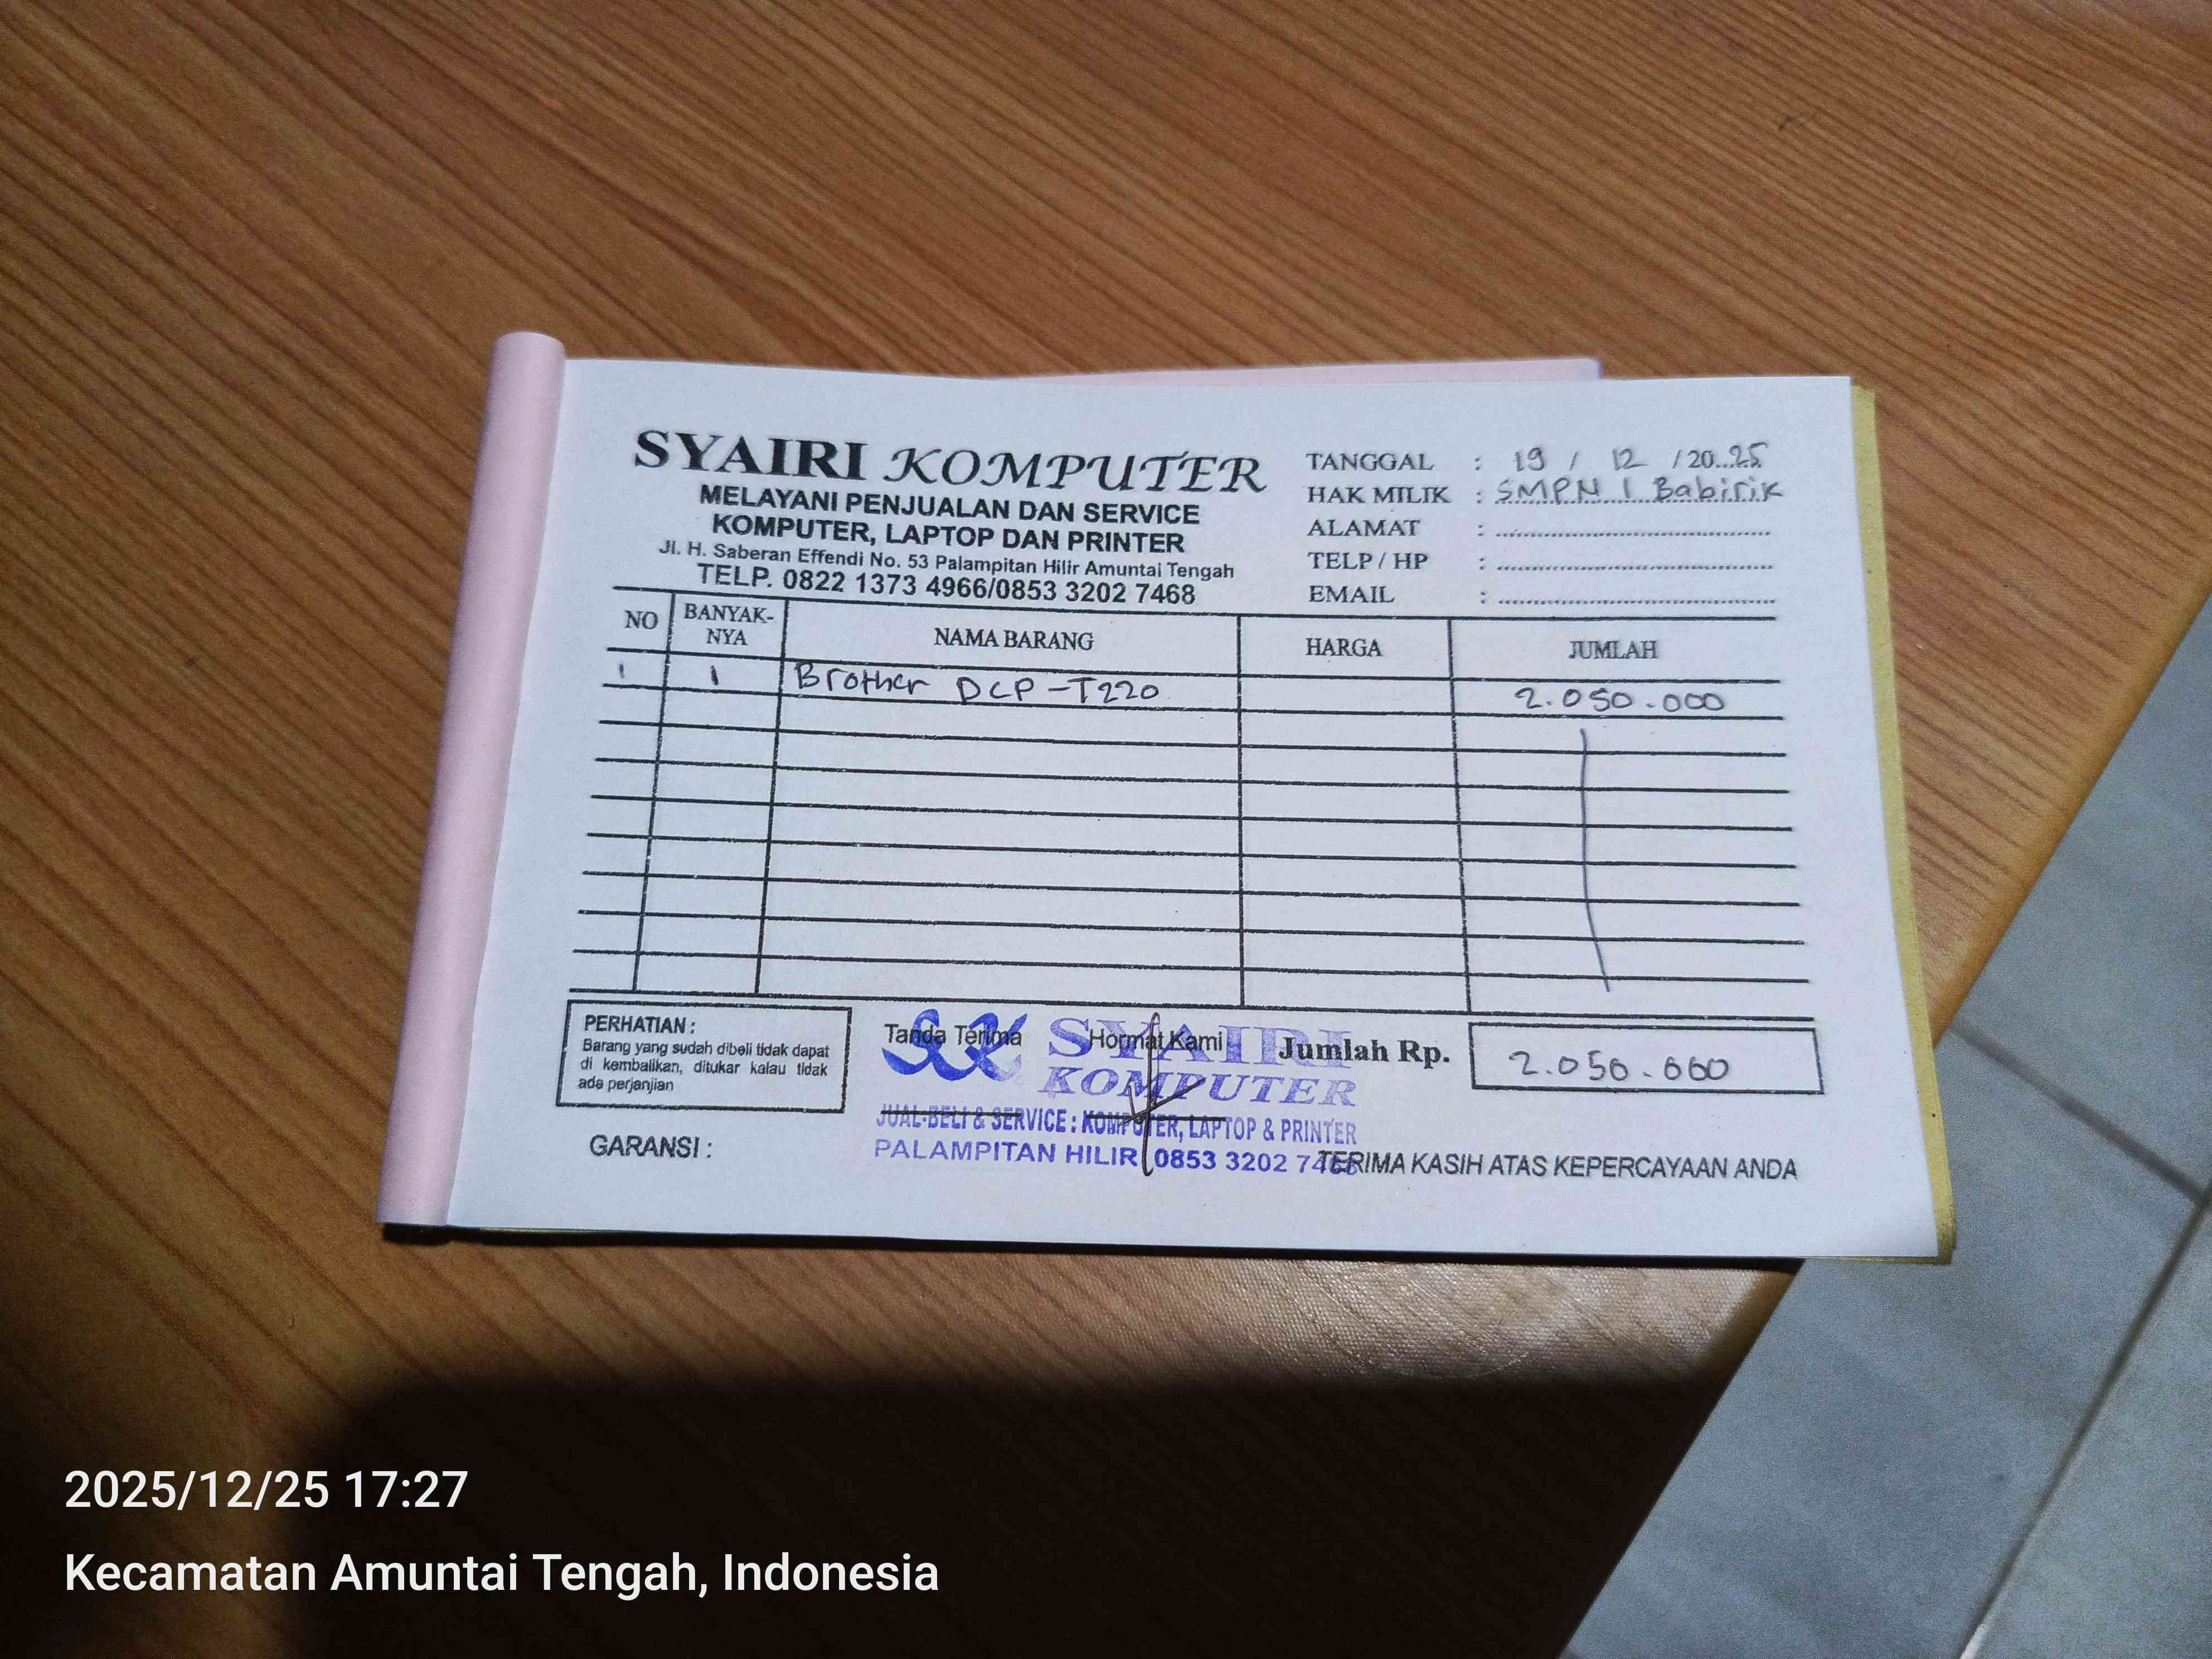 SYAIRI KOMPUTER
MELAYANI PENJUALAN DAN SERVICE
KOMPUTER, LAPTOP DAN PRINTER
Jl. H. Saberan Effendi No. 53 Palampitan Hilir Amuntai Tengah
TELP. 0822 1373 4966/0853 3202 7468
TANGGAL : 19 / 12 / 20...25
HAK MILIK : SMPN 1 Babirik
ALAMAT :
TELP / HP :
EMAIL :
NO BANYAK-NYA NAMA BARANG HARGA JUMLAH
1 1 Brother DCP-T220 2.050.000
PERHATIAN :
Barang yang sudah dibeli tidak dapat
di kembalikan, ditukar kalau tidak
ada perjanjian
GARANSI :
Tanda Terima Hormat Kami
SK SYAIRI
KOMPUTER
JUAL-BELI & SERVICE : KOMPUTER, LAPTOP & PRINTER
PALAMPITAN HILIR 0853 3202 7468
Jumlah Rp. 2.050.000
TERIMA KASIH ATAS KEPERCAYAAN ANDA
2025/12/25 17:27
Kecamatan Amuntai Tengah, Indonesia